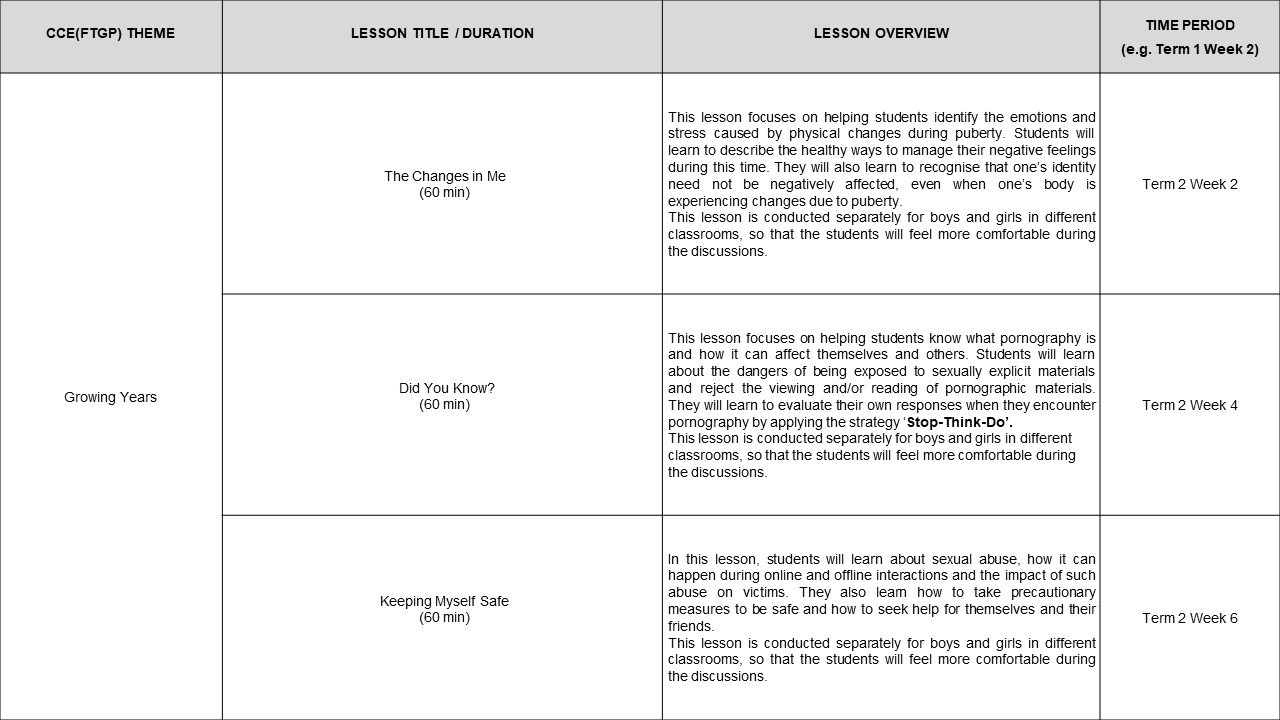 CCE(FTGP) THEME
LESSON TITLE / DURATION
LESSON OVERVIEW
TIME PERIOD
(e.g. Term 1 Week 2)
Growing Years
The Changes in Me
(60 min)
This lesson focuses on helping students identify the emotions and
stress caused by physical changes during puberty. Students will
learn to describe the healthy ways to manage their negative feelings
during this time. They will also learn to recognise that one’s identity
need not be negatively affected, even when one’s body is
experiencing changes due to puberty.
This lesson is conducted separately for boys and girls in different
classrooms, so that the students will feel more comfortable during
the discussions.
Term 2 Week 2
Did You Know?
(60 min)
This lesson focuses on helping students know what pornography is
and how it can affect themselves and others. Students will learn
about the dangers of being exposed to sexually explicit materials
and reject the viewing and/or reading of pornographic materials.
They will learn to evaluate their own responses when they encounter
pornography by applying the strategy ‘Stop-Think-Do’.
This lesson is conducted separately for boys and girls in different
classrooms, so that the students will feel more comfortable during
the discussions.
Term 2 Week 4
Keeping Myself Safe
(60 min)
In this lesson, students will learn about sexual abuse, how it can
happen during online and offline interactions and the impact of such
abuse on victims. They also learn how to take precautionary
measures to be safe and how to seek help for themselves and their
friends.
This lesson is conducted separately for boys and girls in different
classrooms, so that the students will feel more comfortable during
the discussions.
Term 2 Week 6